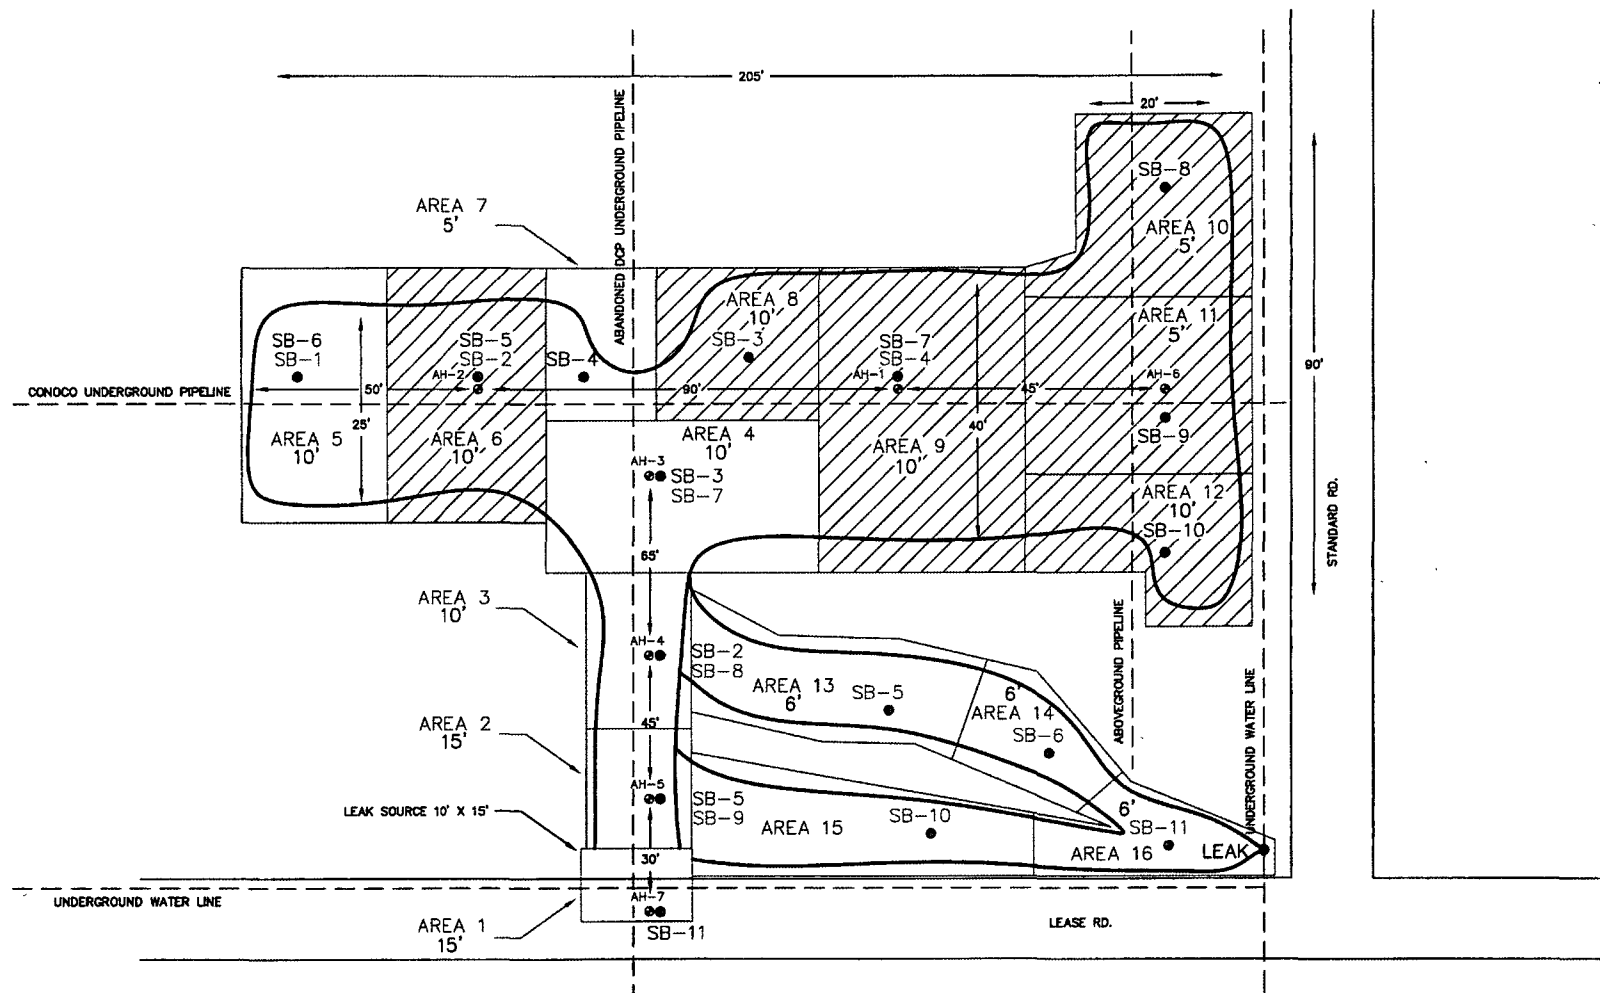 205'
20'
ABANDONED DCP UNDERGROUND PIPELINE
SB-8
AREA 7
5'
AREA 10
5'
AREA 8
10'
SB-3
AREA 11
5'
SB-6
SB-1
SB-5
SB-2
AH-2
SB-4
SB-7
SB-4
AH-1
AH-6
90'
CONOCO UNDERGROUND PIPELINE
50'
90'
45'
25'
40'
SB-9
AREA 5
10'
AREA 6
10'
AREA 4
10'
AREA 9
10"
AH-3
SB-3
SB-7
AREA 12
10'
SB-10
STANDARD RD.
65'
AREA 3
10'
AH-4
SB-2
SB-8
ABOVEGROUND PIPELINE
UNDERGROUND WATER LINE
AREA 13
6'
SB-5
6'
AREA 14
SB-6
AREA 2
15'
45'
AH-5
SB-5
SB-9
LEAK SOURCE 10' X 15'
AREA 15
SB-10
6'
SB-11
AREA 16
LEAK
30'
UNDERGROUND WATER LINE
AH-7
AREA 1
15'
SB-11
LEASE RD.